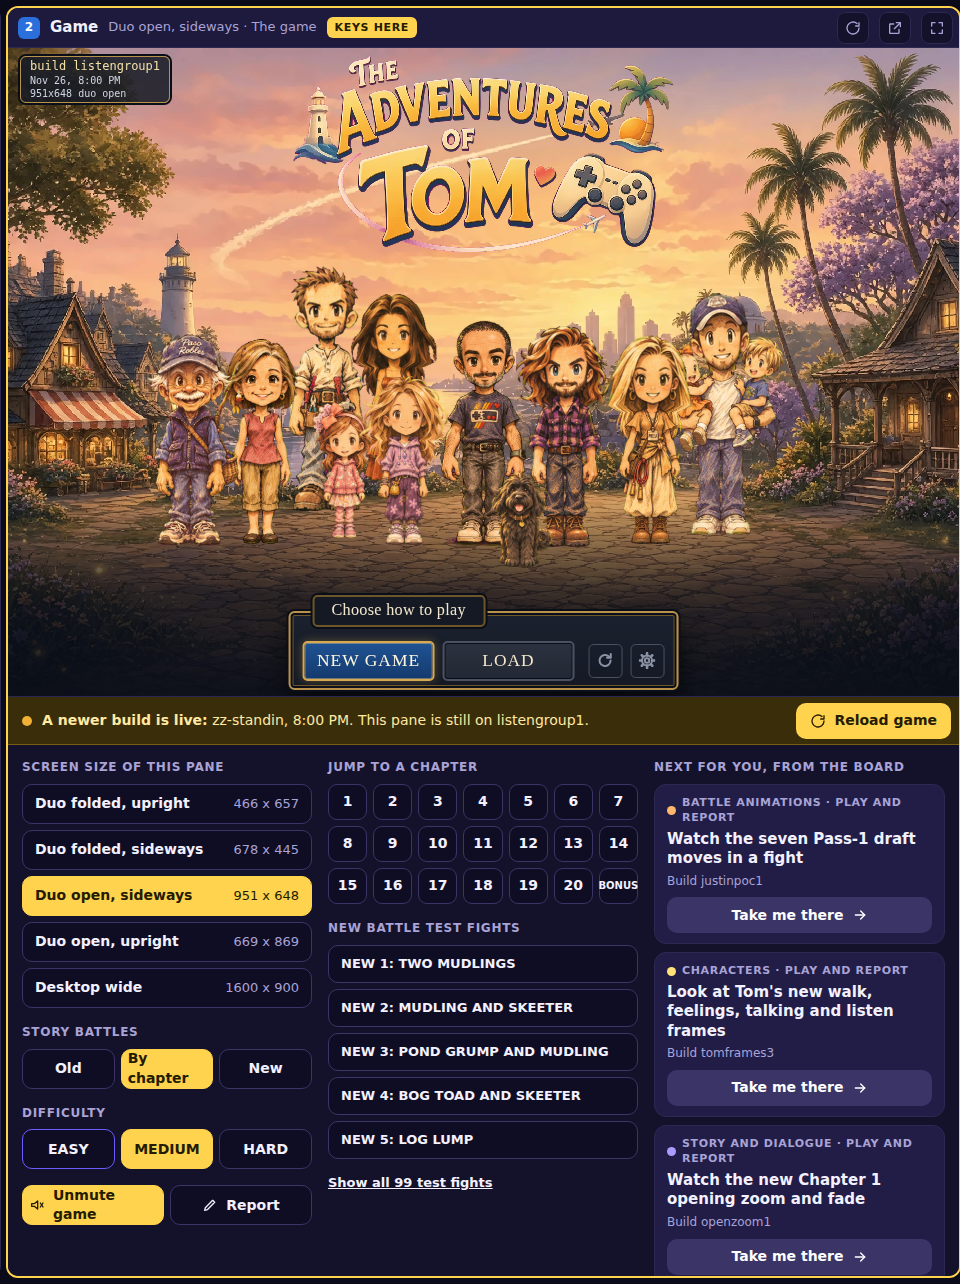 2 Game Duo open, sideways · The game KEYS HERE
build listengroup1
Nov 26, 8:00 PM
951x648 duo open
THE
ADVENTURES
OF
TOM
Paso
Robles
Choose how to play
NEW GAME LOAD
A newer build is live: zz-standin, 8:00 PM. This pane is still on listengroup1. Reload game
SCREEN SIZE OF THIS PANE
Duo folded, upright 466 x 657
Duo folded, sideways 678 x 445
Duo open, sideways 951 x 648
Duo open, upright 669 x 869
Desktop wide 1600 x 900
STORY BATTLES
Old By chapter New
DIFFICULTY
EASY MEDIUM HARD
Unmute game Report
JUMP TO A CHAPTER
1 2 3 4 5 6 7
8 9 10 11 12 13 14
15 16 17 18 19 20 BONUS
NEW BATTLE TEST FIGHTS
NEW 1: TWO MUDLINGS
NEW 2: MUDLING AND SKEETER
NEW 3: POND GRUMP AND MUDLING
NEW 4: BOG TOAD AND SKEETER
NEW 5: LOG LUMP
Show all 99 test fights
NEXT FOR YOU, FROM THE BOARD
BATTLE ANIMATIONS · PLAY AND
REPORT
Watch the seven Pass-1 draft
moves in a fight
Build justinpoc1
Take me there →
CHARACTERS · PLAY AND REPORT
Look at Tom's new walk,
feelings, talking and listen
frames
Build tomframes3
Take me there →
STORY AND DIALOGUE · PLAY AND
REPORT
Watch the new Chapter 1
opening zoom and fade
Build openzoom1
Take me there →